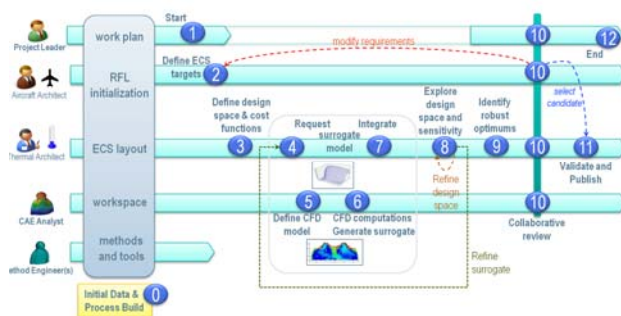 Start
1
work plan
10
12
Project Leader
modify requirements
End
Define ECS
targets
2
RFL
initialization
10
Aircraft Architect
select
candidate
Define design
space & cost
functions
Request
surrogate
model
Integrate
Explore
design
space and
sensitivity
Identify
robust
optimums
3
4
7
8
9
10
11
ECS layout
Thermal Architect
Validate and
Publish
Refine
design
space
workspace
5
6
10
CAE Analyst
Define CFD
model
CFD computations
Generate surrogate
Collaborative
review
methods
and tools
Refine
surrogate
Method Engineer(s)
Initial Data &
Process Build
0